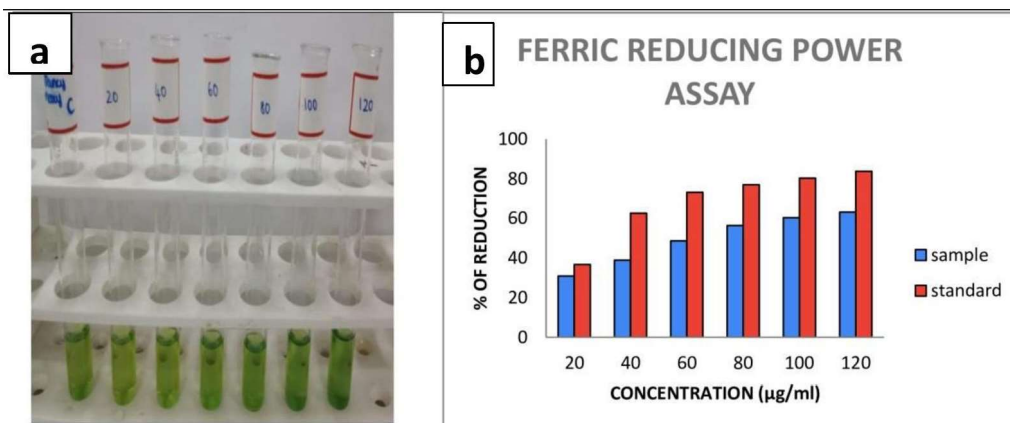 a
C
20
40
60
80
100
120
b
FERRIC REDUCING POWER
ASSAY
% OF REDUCTION
100
80
60
40
20
0
20 40 60 80 100 120
CONCENTRATION (µg/ml)
sample
standard